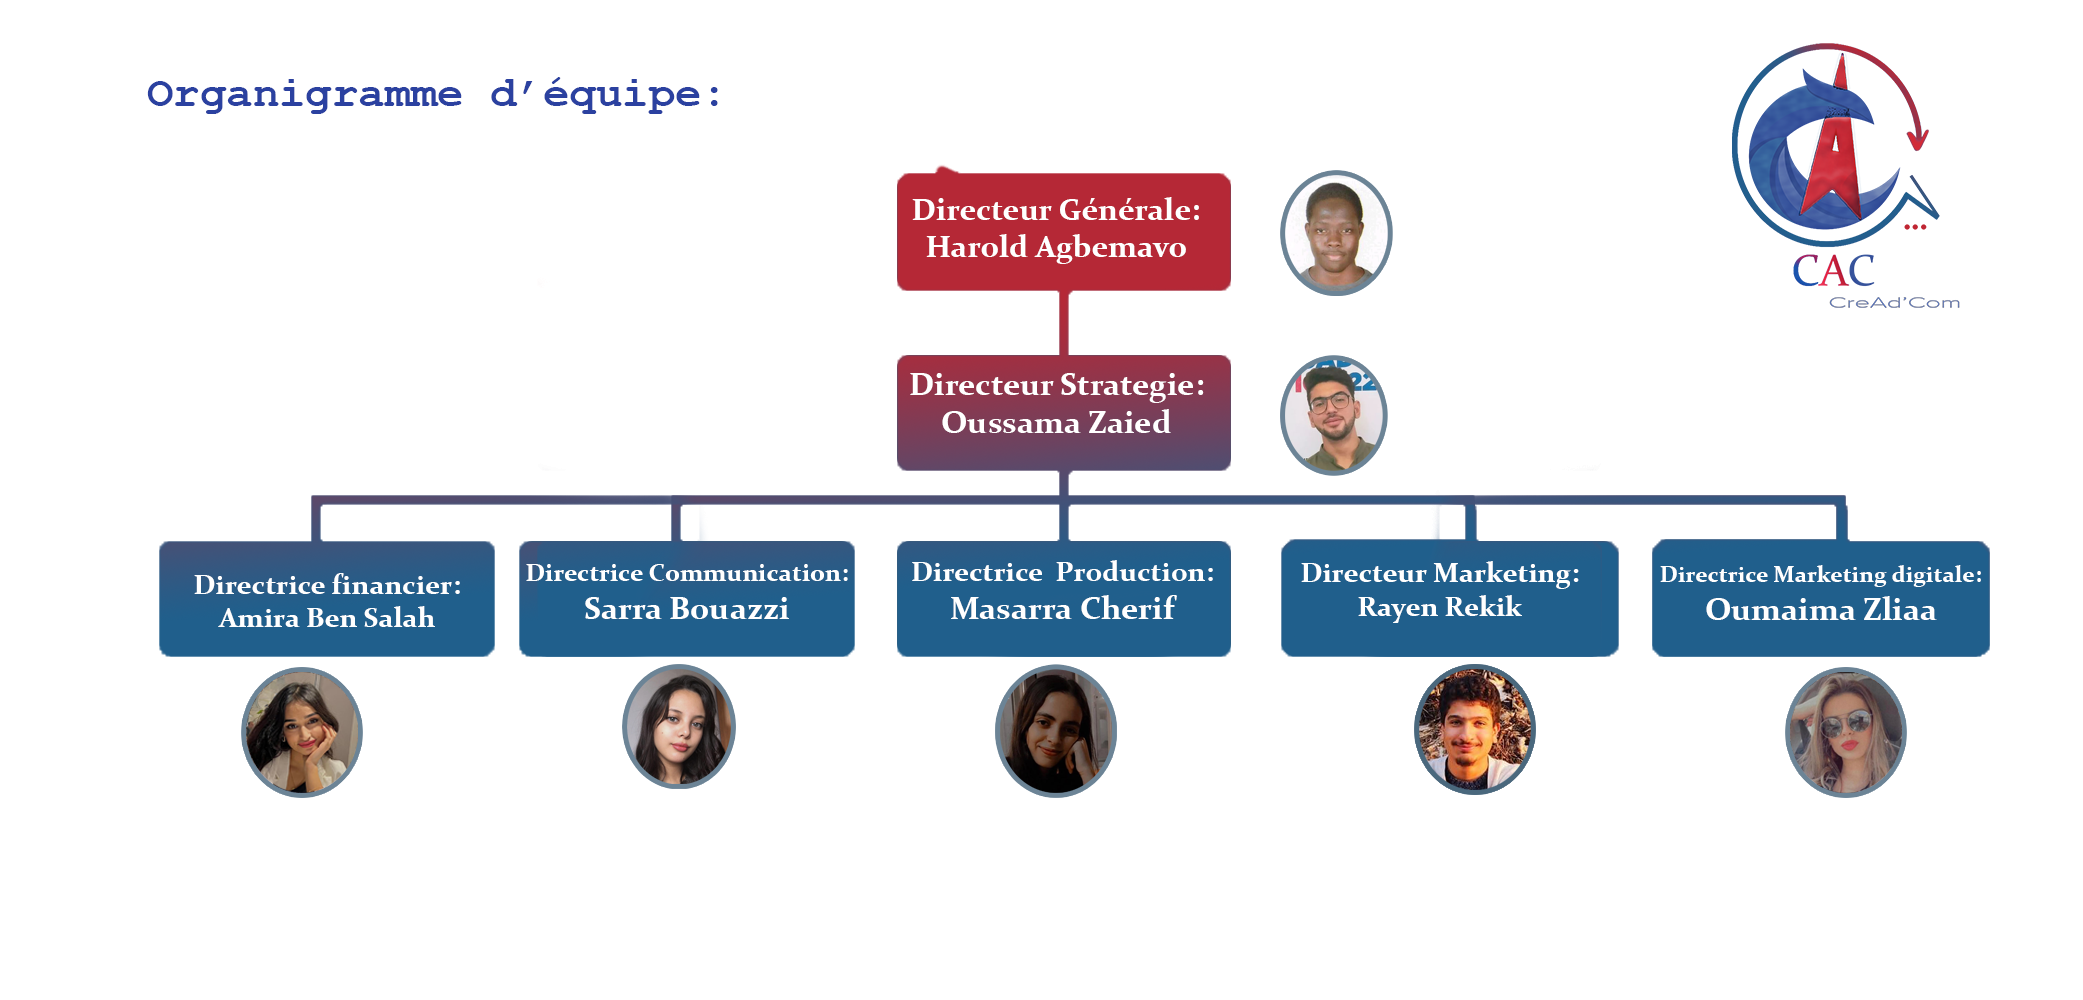 Organigramme d’équipe:
CAC
CreAd’Com
Directeur Générale:
Harold Agbemavo
Directeur Strategie:
Oussama Zaied
Directrice financier:
Amira Ben Salah
Directrice Communication:
Sarra Bouazzi
Directrice Production:
Masarra Cherif
Directeur Marketing:
Rayen Rekik
Directrice Marketing digitale:
Oumaima Zliaa